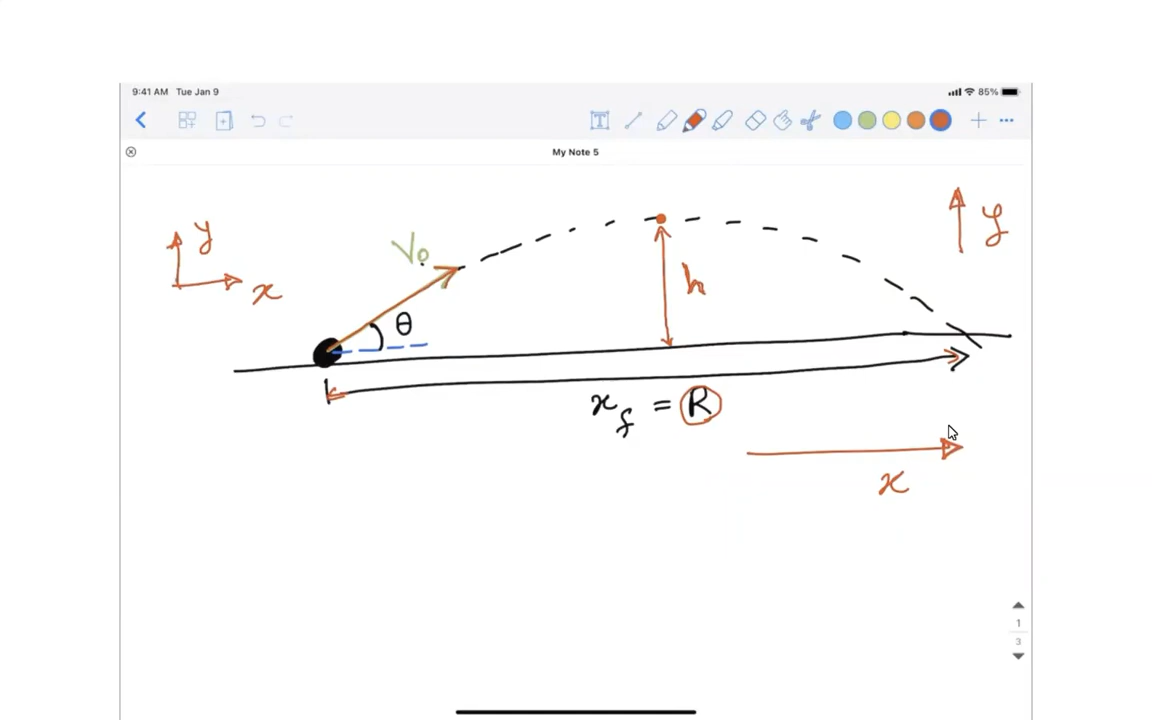 9:41 AM Tue Jan 9
85%
T
My Note 5
y
x
V₀
θ
h
y
x_f = R
x
1
3